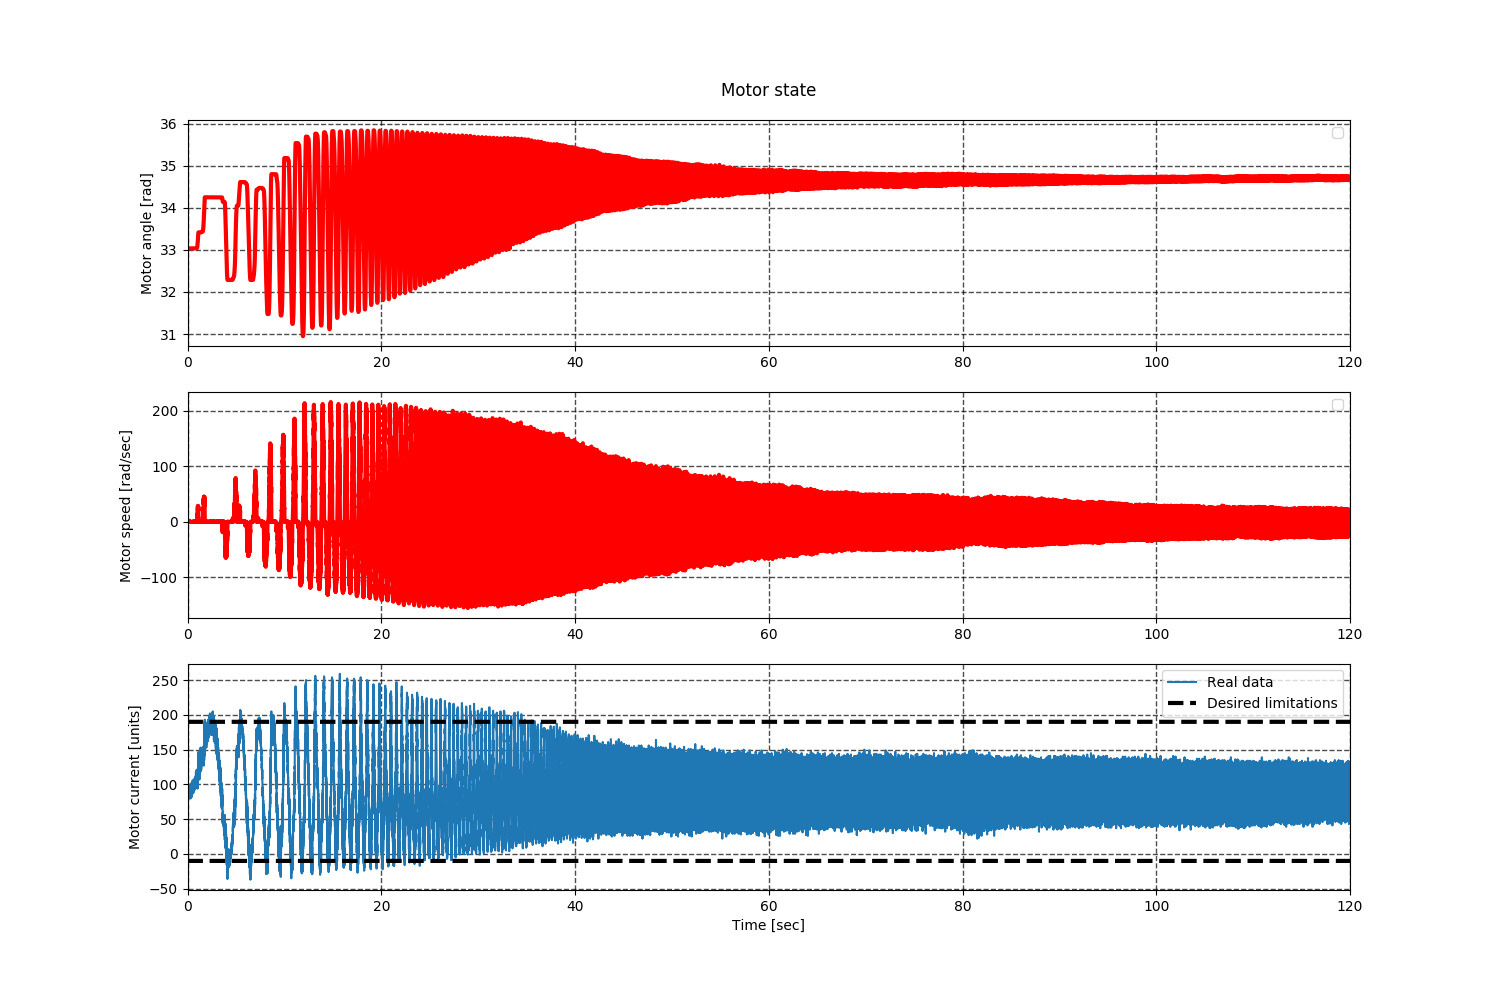 Motor state
Motor angle [rad]
36
35
34
33
32
31
0 20 40 60 80 100 120
Motor speed [rad/sec]
200
100
0
−100
0 20 40 60 80 100 120
Motor current [units]
250
200
150
100
50
0
−50
Real data
Desired limitations
0 20 40 60 80 100 120
Time [sec]